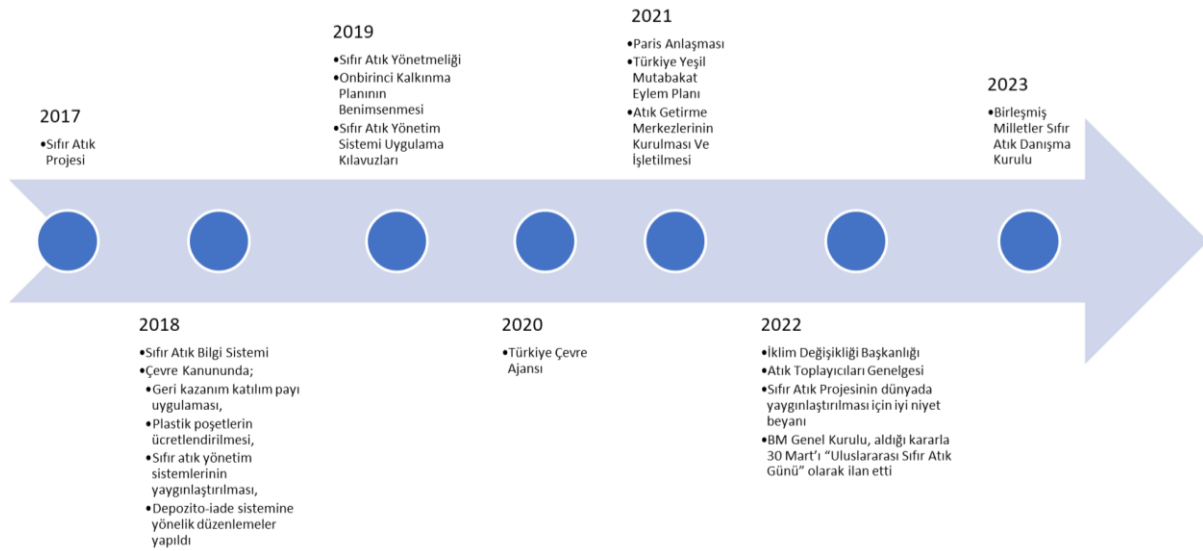 2017
•Sıfır Atık
Projesi
2018
•Sıfır Atık Bilgi Sistemi
•Çevre Kanununda;
•Geri kazanım katılım payı
uygulaması,
•Plastik poşetlerin
ücretlendirilmesi,
•Sıfır atık yönetim
sistemlerinin
yaygınlaştırılması,
•Depozito-iade sistemine
yönelik düzenlemeler
yapıldı
2019
•Sıfır Atık Yönetmeliği
•Onbirinci Kalkınma
Planının
Benimsenmesi
•Sıfır Atık Yönetim
Sistemi Uygulama
Kılavuzları
2020
•Türkiye Çevre
Ajansı
2021
•Paris Anlaşması
•Türkiye Yeşil
Mutabakat
Eylem Planı
•Atık Getirme
Merkezlerinin
Kurulması Ve
İşletilmesi
2022
•İklim Değişikliği Başkanlığı
•Atık Toplayıcıları Genelgesi
•Sıfır Atık Projesinin dünyada
yaygınlaştırılması için iyi niyet
beyanı
•BM Genel Kurulu, aldığı kararla
30 Mart’ı “Uluslararası Sıfır Atık
Günü” olarak ilan etti
2023
•Birleşmiş
Milletler Sıfır
Atık Danışma
Kurulu